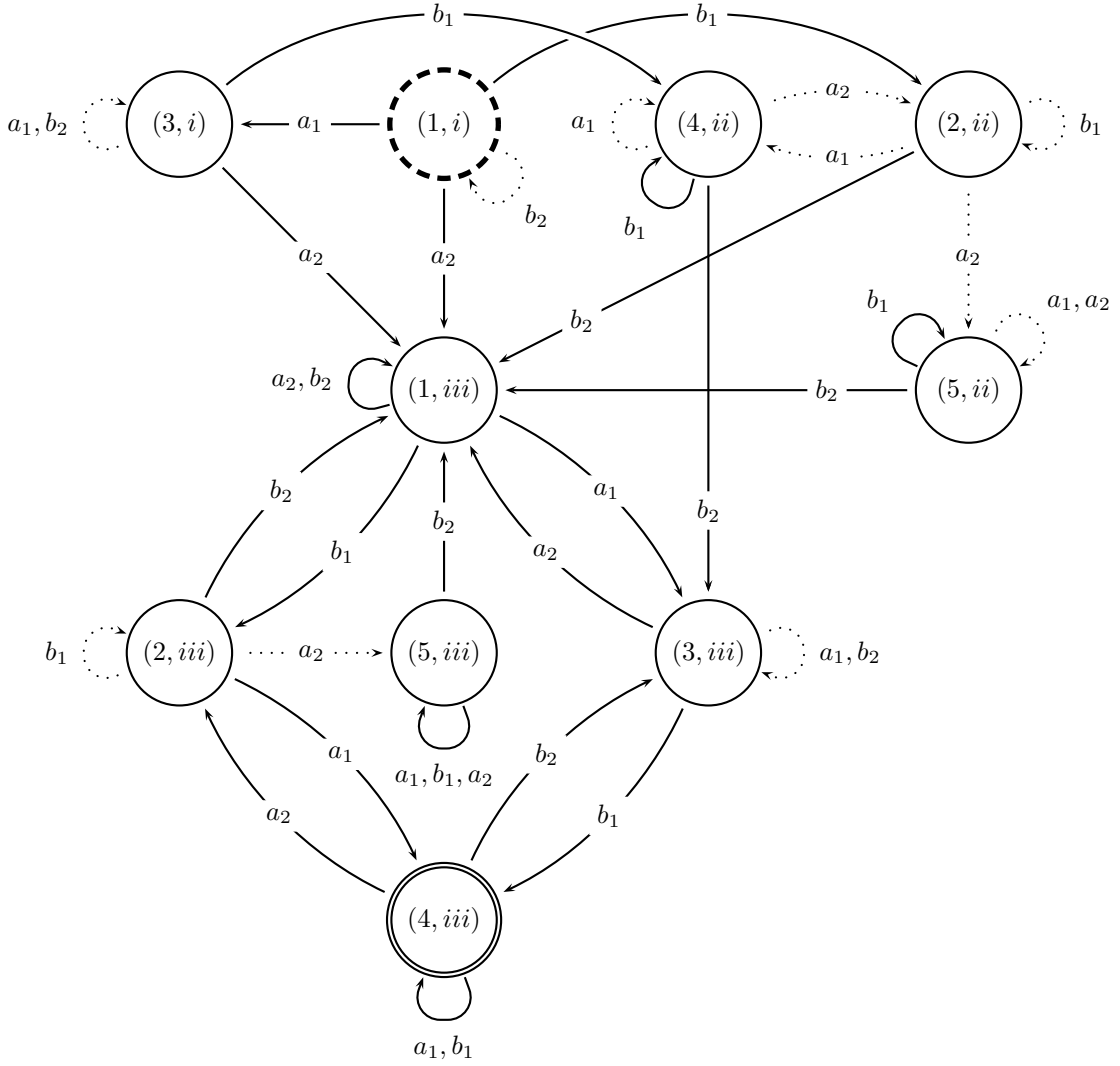 b₁ b₁
a₁, b₂ (3, i) a₁ (1, i) a₁ (4, ii) a₂ (2, ii) b₁
a₁
b₂ b₁
a₂ a₂ a₂
b₂ b₁ a₁, a₂
a₂, b₂ (1, iii) b₂ (5, ii)
b₂ b₂ a₁ b₂
b₁ a₂
b₁ (2, iii) a₂ (5, iii) (3, iii) a₁, b₂
a₁ a₁, b₁, a₂ b₂
a₂ b₁
(4, iii)
a₁, b₁